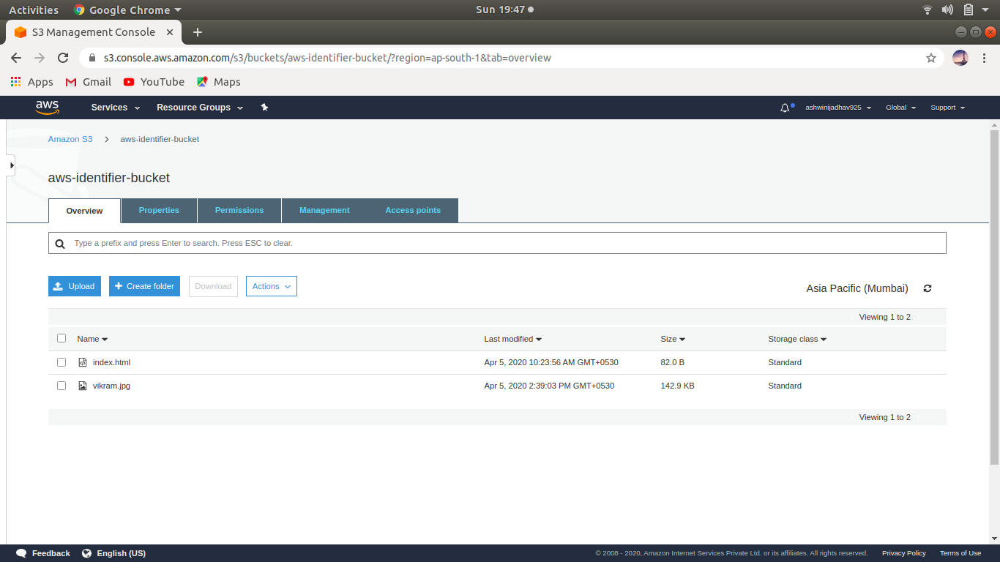 Activities Google Chrome Sun 19:47
S3 Management Console
s3.console.aws.amazon.com/s3/buckets/aws-identifier-bucket/?region=ap-south-1&tab=overview
Apps Gmail YouTube Maps
aws Services Resource Groups ashwinijadhav925 Global Support
Amazon S3 aws-identifier-bucket
aws-identifier-bucket
Overview Properties Permissions Management Access points
Type a prefix and press Enter to search. Press ESC to clear.
Upload Create folder Download Actions Asia Pacific (Mumbai)
Viewing 1 to 2
Name Last modified Size Storage class
index.html Apr 5, 2020 10:23:56 AM GMT+0530 82.0 B Standard
vikram.jpg Apr 5, 2020 2:39:03 PM GMT+0530 142.9 KB Standard
Viewing 1 to 2
Feedback English (US) © 2008 - 2020, Amazon Internet Services Private Ltd. or its affiliates. All rights reserved. Privacy Policy Terms of Use